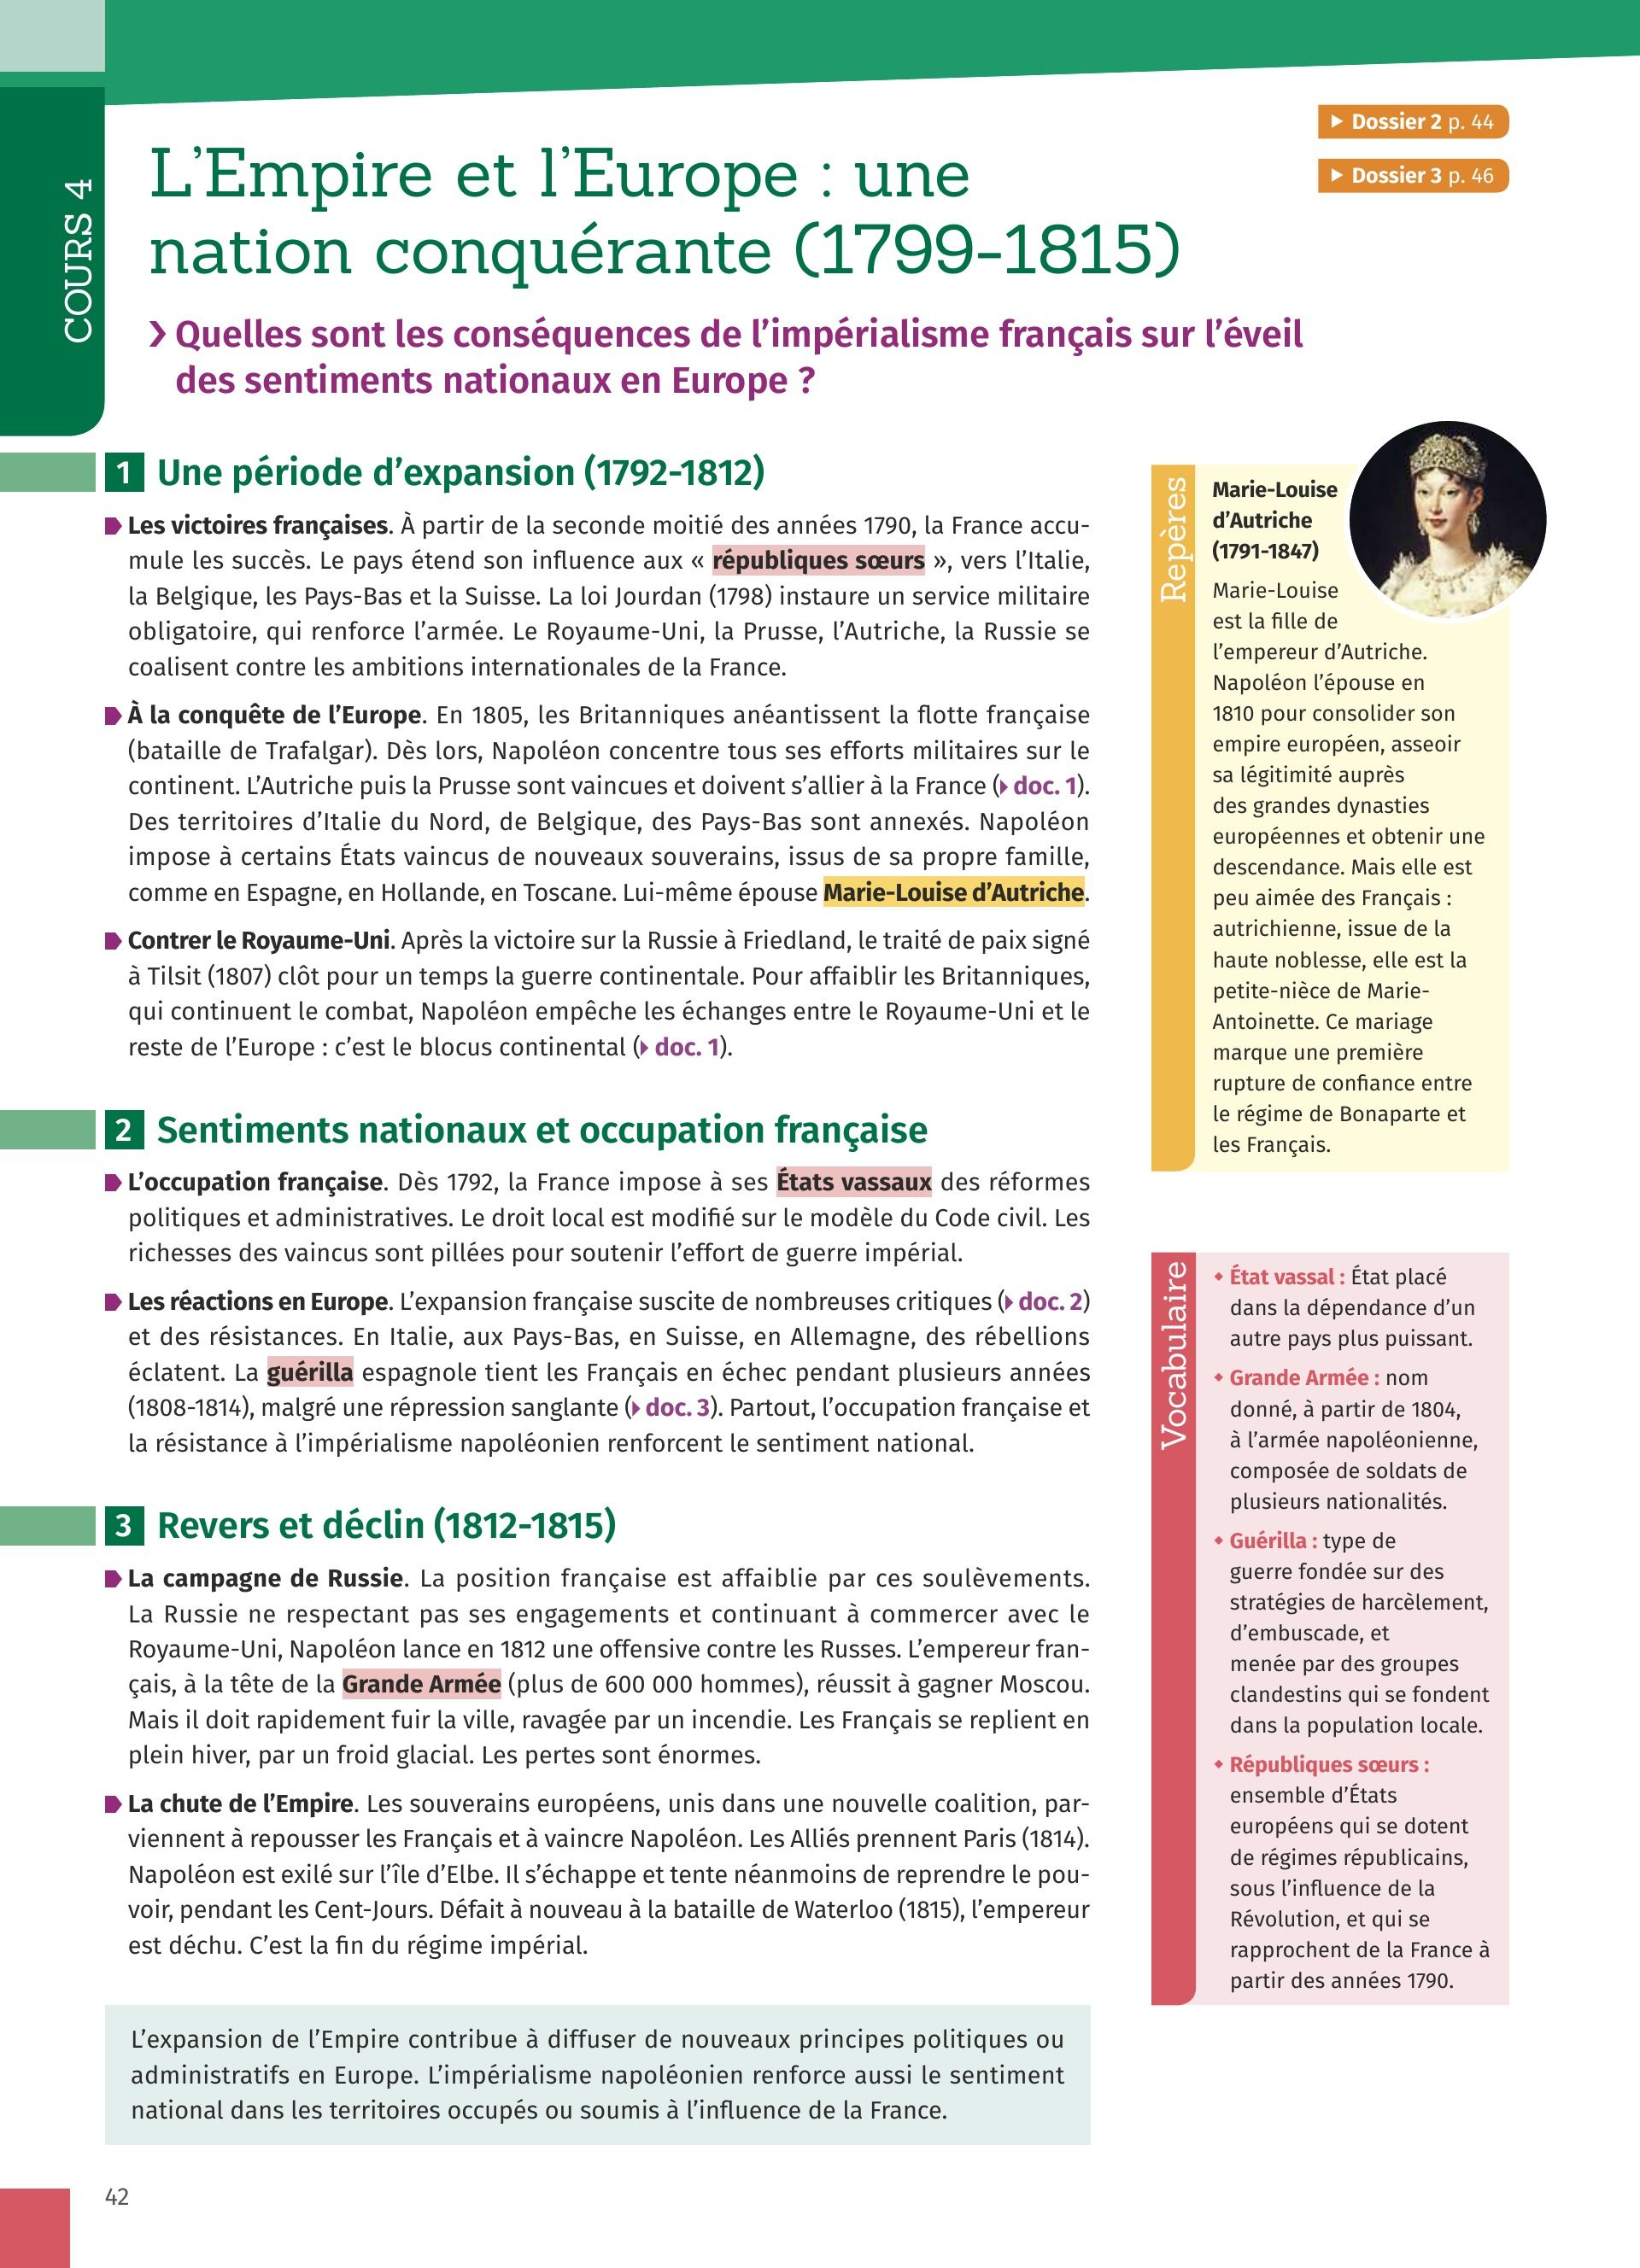 COURS 4
▶ Dossier 2 p. 44
▶ Dossier 3 p. 46
L'Empire et l'Europe : une
nation conquérante (1799-1815)
Quelles sont les conséquences de l'impérialisme français sur l'éveil
des sentiments nationaux en Europe ?
1 Une période d'expansion (1792-1812)
Les victoires françaises. À partir de la seconde moitié des années 1790, la France accu-
mule les succès. Le pays étend son influence aux « républiques sœurs », vers l'Italie,
la Belgique, les Pays-Bas et la Suisse. La loi Jourdan (1798) instaure un service militaire
obligatoire, qui renforce l'armée. Le Royaume-Uni, la Prusse, l'Autriche, la Russie se
coalisent contre les ambitions internationales de la France.
À la conquête de l'Europe. En 1805, les Britanniques anéantissent la flotte française
(bataille de Trafalgar). Dès lors, Napoléon concentre tous ses efforts militaires sur le
continent. L'Autriche puis la Prusse sont vaincues et doivent s'allier à la France (▶ doc. 1).
Des territoires d'Italie du Nord, de Belgique, des Pays-Bas sont annexés. Napoléon
impose à certains États vaincus de nouveaux souverains, issus de sa propre famille,
comme en Espagne, en Hollande, en Toscane. Lui-même épouse Marie-Louise d'Autriche.
Contrer le Royaume-Uni. Après la victoire sur la Russie à Friedland, le traité de paix signé
à Tilsit (1807) clôt pour un temps la guerre continentale. Pour affaiblir les Britanniques,
qui continuent le combat, Napoléon empêche les échanges entre le Royaume-Uni et le
reste de l'Europe : c'est le blocus continental (▶ doc. 1).
2 Sentiments nationaux et occupation française
L'occupation française. Dès 1792, la France impose à ses États vassaux des réformes
politiques et administratives. Le droit local est modifié sur le modèle du Code civil. Les
richesses des vaincus sont pillées pour soutenir l'effort de guerre impérial.
Les réactions en Europe. L'expansion française suscite de nombreuses critiques (▶ doc. 2)
et des résistances. En Italie, aux Pays-Bas, en Suisse, en Allemagne, des rébellions
éclatent. La guérilla espagnole tient les Français en échec pendant plusieurs années
(1808-1814), malgré une répression sanglante (▶ doc. 3). Partout, l'occupation française et
la résistance à l'impérialisme napoléonien renforcent le sentiment national.
3 Revers et déclin (1812-1815)
La campagne de Russie. La position française est affaiblie par ces soulèvements.
La Russie ne respectant pas ses engagements et continuant à commercer avec le
Royaume-Uni, Napoléon lance en 1812 une offensive contre les Russes. L'empereur fran-
çais, à la tête de la Grande Armée (plus de 600 000 hommes), réussit à gagner Moscou.
Mais il doit rapidement fuir la ville, ravagée par un incendie. Les Français se replient en
plein hiver, par un froid glacial. Les pertes sont énormes.
La chute de l'Empire. Les souverains européens, unis dans une nouvelle coalition, par-
viennent à repousser les Français et à vaincre Napoléon. Les Alliés prennent Paris (1814).
Napoléon est exilé sur l'île d'Elbe. Il s'échappe et tente néanmoins de reprendre le pou-
voir, pendant les Cent-Jours. Défait à nouveau à la bataille de Waterloo (1815), l'empereur
est déchu. C'est la fin du régime impérial.
L'expansion de l'Empire contribue à diffuser de nouveaux principes politiques ou
administratifs en Europe. L'impérialisme napoléonien renforce aussi le sentiment
national dans les territoires occupés ou soumis à l'influence de la France.
Repères
Marie-Louise
d'Autriche
(1791-1847)
Marie-Louise
est la fille de
l'empereur d'Autriche.
Napoléon l'épouse en
1810 pour consolider son
empire européen, asseoir
sa légitimité auprès
des grandes dynasties
européennes et obtenir une
descendance. Mais elle est
peu aimée des Français :
autrichienne, issue de la
haute noblesse, elle est la
petite-nièce de Marie-
Antoinette. Ce mariage
marque une première
rupture de confiance entre
le régime de Bonaparte et
les Français.
Vocabulaire
État vassal : État placé
dans la dépendance d'un
autre pays plus puissant.
Grande Armée : nom
donné, à partir de 1804,
à l'armée napoléonienne,
composée de soldats de
plusieurs nationalités.
Guérilla : type de
guerre fondée sur des
stratégies de harcèlement,
d'embuscade, et
menée par des groupes
clandestins qui se fondent
dans la population locale.
Républiques sœurs :
ensemble d'États
européens qui se dotent
de régimes républicains,
sous l'influence de la
Révolution, et qui se
rapprochent de la France à
partir des années 1790.
42